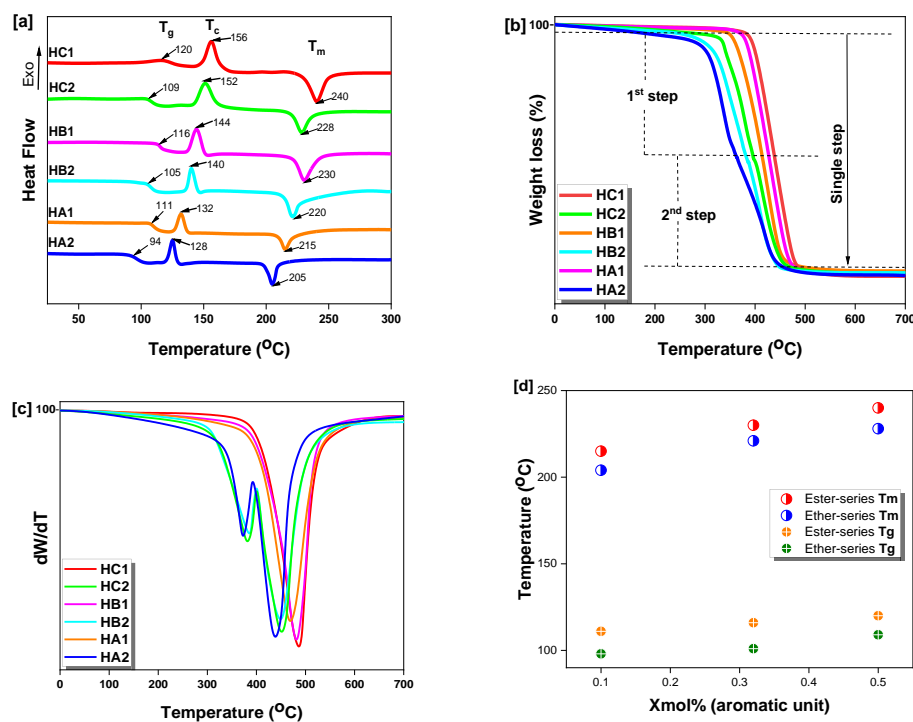 [a]
Tg
Tc
Tm
Exo
Heat Flow
HC1
120
156
240
HC2
109
152
228
HB1
116
144
230
HB2
105
140
220
HA1
111
132
215
HA2
94
128
205
50
100
150
200
250
300
Temperature (OC)
[b]
100
Weight loss (%)
1st step
2nd step
Single step
HC1
HC2
HB1
HB2
HA1
HA2
0
100
200
300
400
500
600
700
Temperature (OC)
[c]
100
dW/dT
HC1
HC2
HB1
HB2
HA1
HA2
0
100
200
300
400
500
600
700
Temperature (OC)
[d]
250
200
150
100
Temperature (OC)
Ester-series Tm
Ether-series Tm
Ester-series Tg
Ether-series Tg
0.1
0.2
0.3
0.4
0.5
Xmol% (aromatic unit)